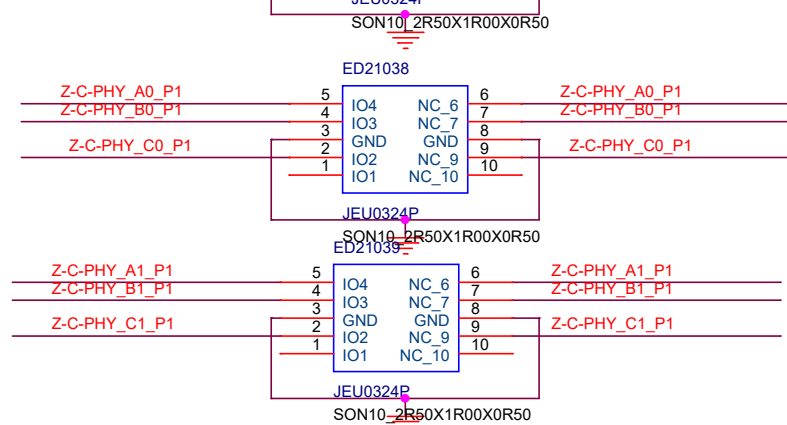 JEU0324P
SON10_2R50X1R00X0R50
ED21038
Z-C-PHY_A0_P1 5 IO4 NC_6 6 Z-C-PHY_A0_P1
Z-C-PHY_B0_P1 4 IO3 NC_7 7 Z-C-PHY_B0_P1
3 GND GND 8
Z-C-PHY_C0_P1 2 IO2 NC_9 9 Z-C-PHY_C0_P1
1 IO1 NC_10 10
JEU0324P
SON10_2R50X1R00X0R50
ED21039
Z-C-PHY_A1_P1 5 IO4 NC_6 6 Z-C-PHY_A1_P1
Z-C-PHY_B1_P1 4 IO3 NC_7 7 Z-C-PHY_B1_P1
3 GND GND 8
Z-C-PHY_C1_P1 2 IO2 NC_9 9 Z-C-PHY_C1_P1
1 IO1 NC_10 10
JEU0324P
SON10_2R50X1R00X0R50